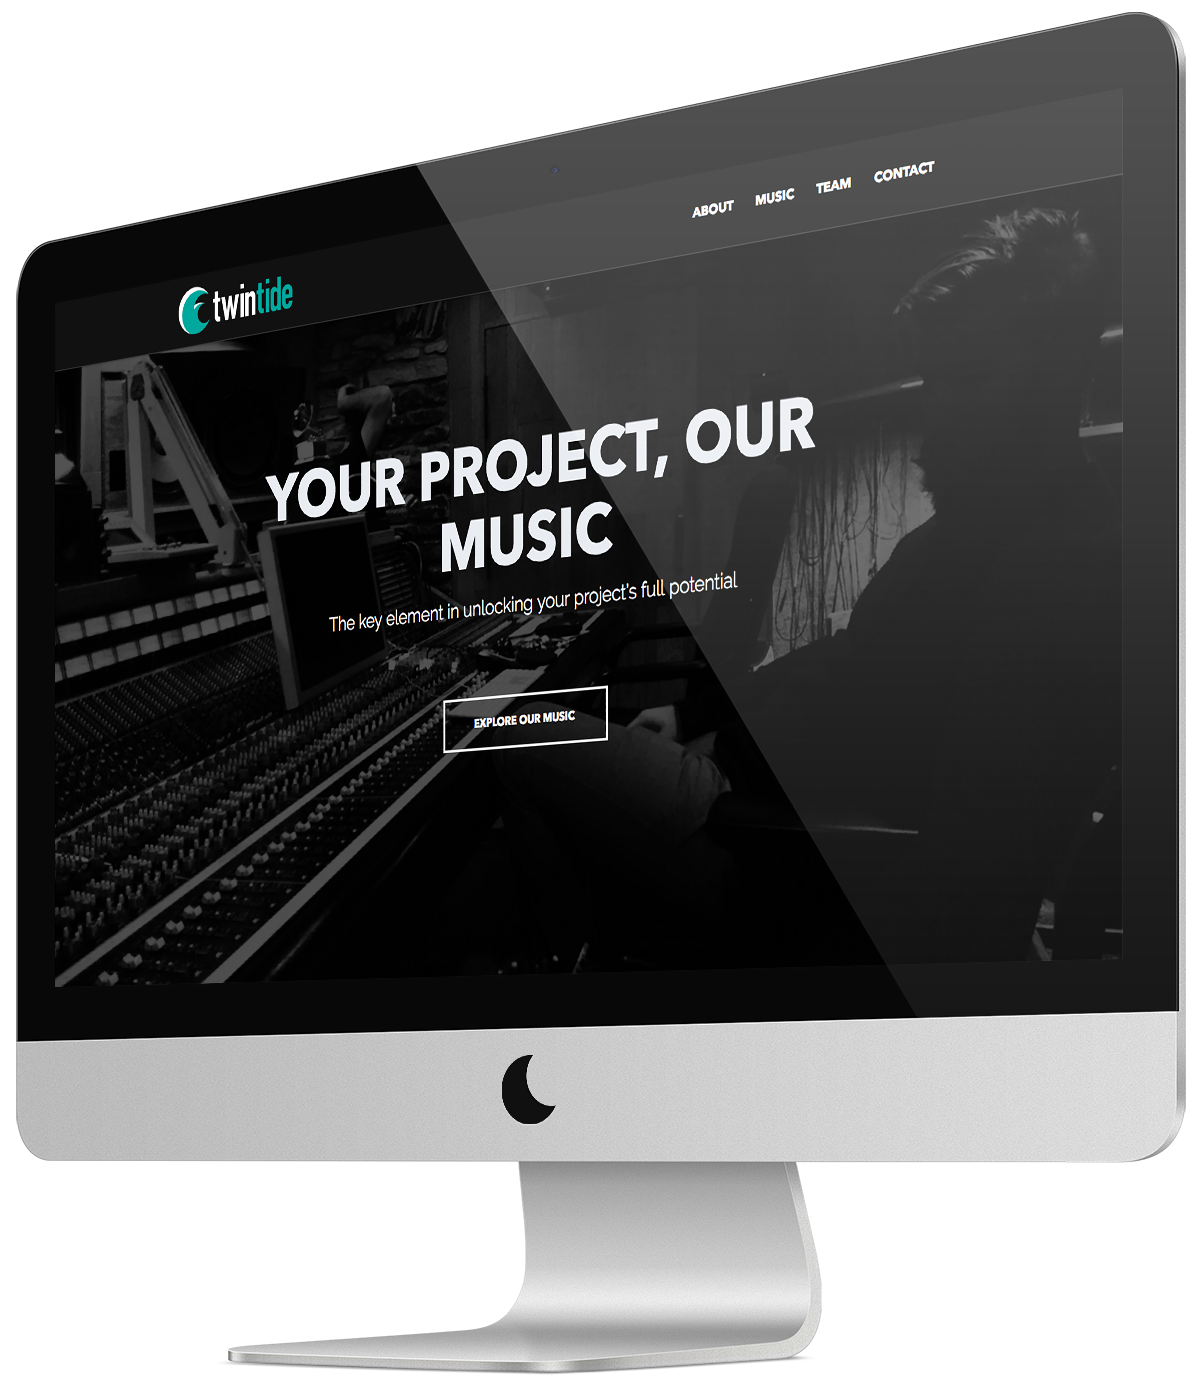 ABOUT MUSIC TEAM CONTACT
twintide
YOUR PROJECT, OUR
MUSIC
The key element in unlocking your project's full potential
EXPLORE OUR MUSIC